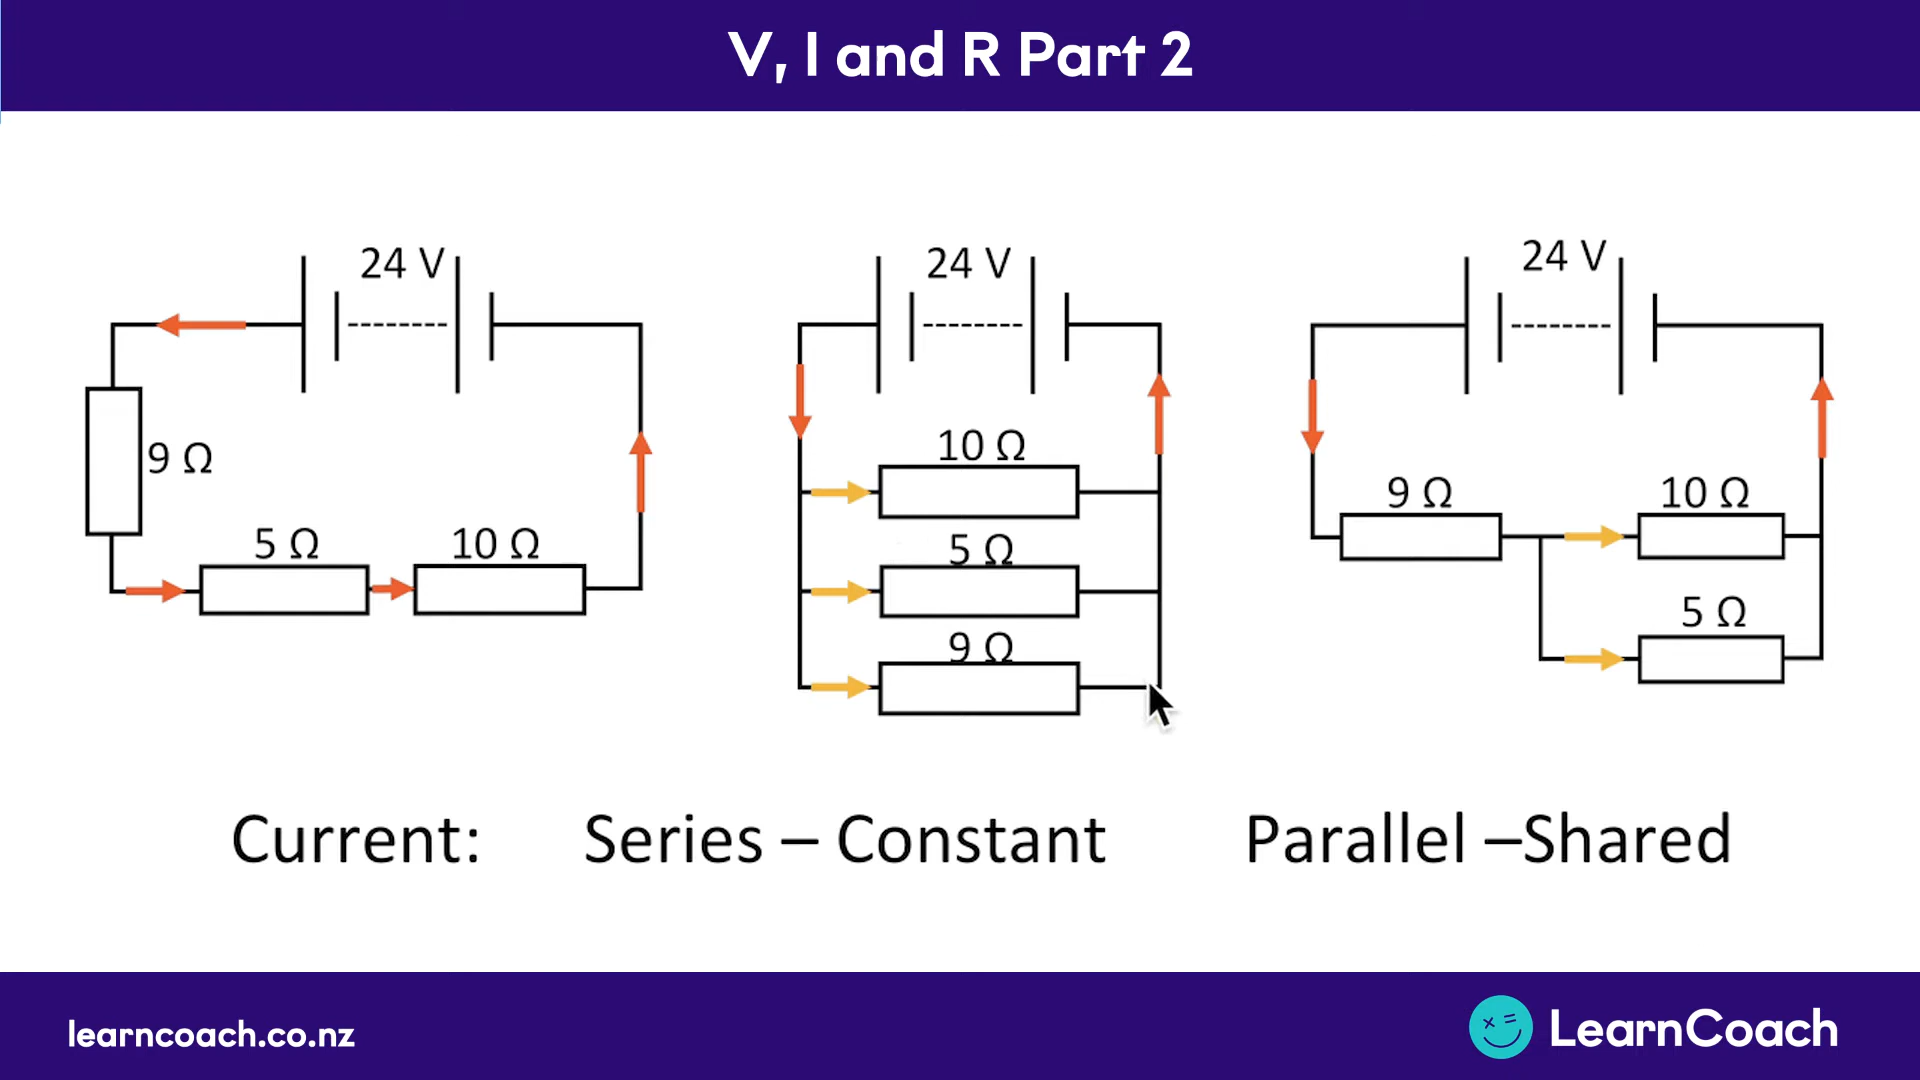 V, I and R Part 2
24 V
9 Ω
5 Ω
10 Ω
24 V
10 Ω
5 Ω
9 Ω
24 V
9 Ω
10 Ω
5 Ω
Current: Series – Constant Parallel –Shared
learncoach.co.nz
LearnCoach